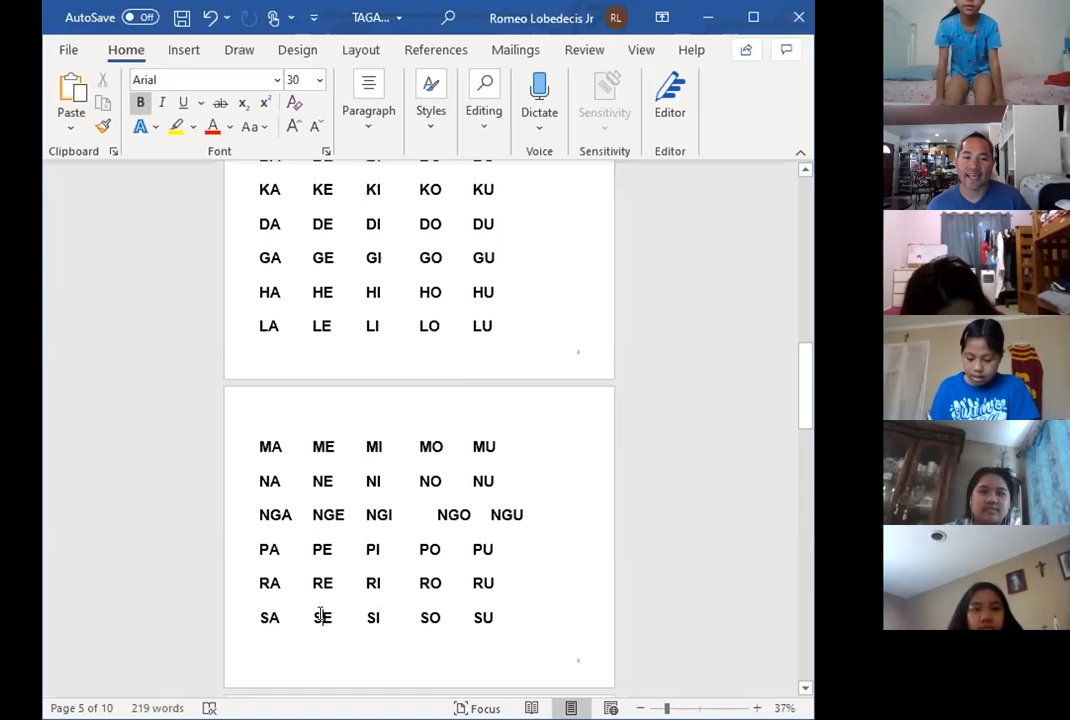 AutoSave Off TAGA... Romeo Lobedecis Jr RL
File Home Insert Draw Design Layout References Mailings Review View Help
Arial 30
Paste B I U ab x₂ x² Paragraph Styles Editing Dictate Sensitivity Editor
A A Aa A A
Clipboard Font Voice Sensitivity Editor
KA KE KI KO KU
DA DE DI DO DU
GA GE GI GO GU
HA HE HI HO HU
LA LE LI LO LU
MA ME MI MO MU
NA NE NI NO NU
NGA NGE NGI NGO NGU
PA PE PI PO PU
RA RE RI RO RU
SA SE SI SO SU
Page 5 of 10 219 words Focus 37%